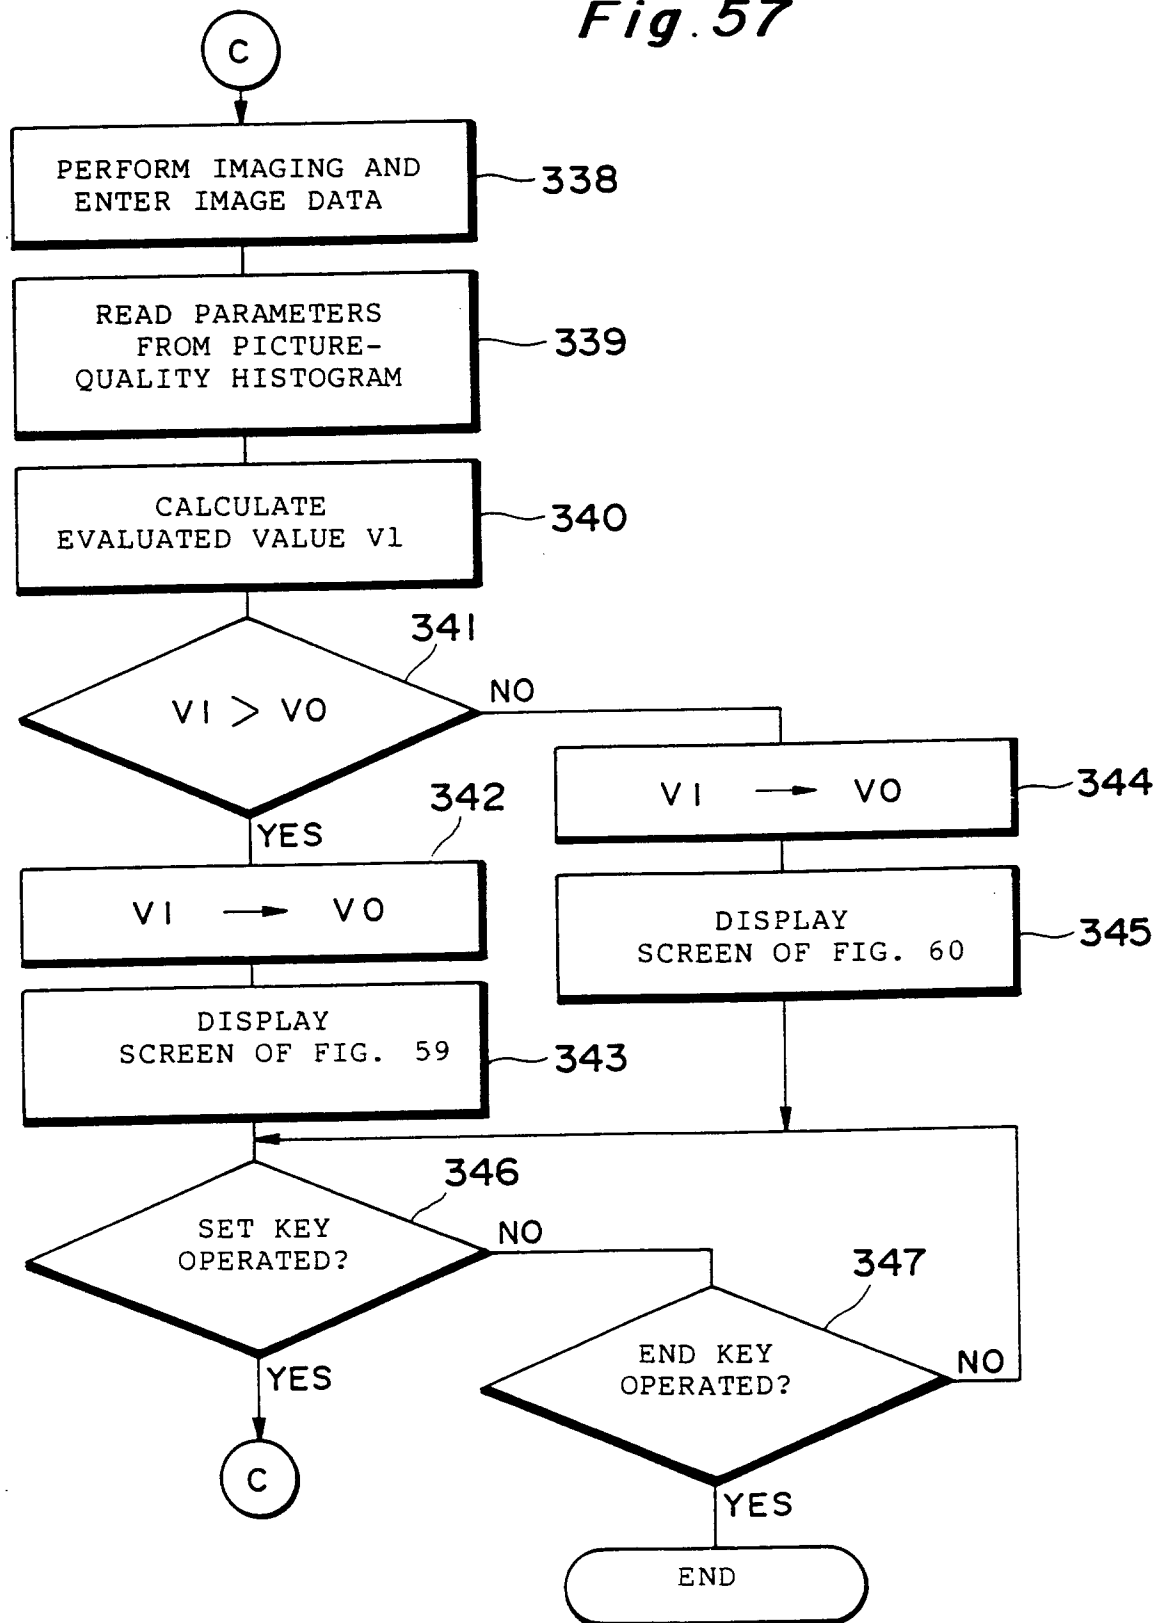 Fig. 57
C
PERFORM IMAGING AND
ENTER IMAGE DATA
338
READ PARAMETERS
FROM PICTURE-
QUALITY HISTOGRAM
339
CALCULATE
EVALUATED VALUE V1
340
341
V1 > V0
NO
YES
342
V1 → V0
344
V1 → V0
DISPLAY
SCREEN OF FIG. 59
343
DISPLAY
SCREEN OF FIG. 60
345
346
SET KEY
OPERATED?
NO
YES
C
347
END KEY
OPERATED?
NO
YES
END